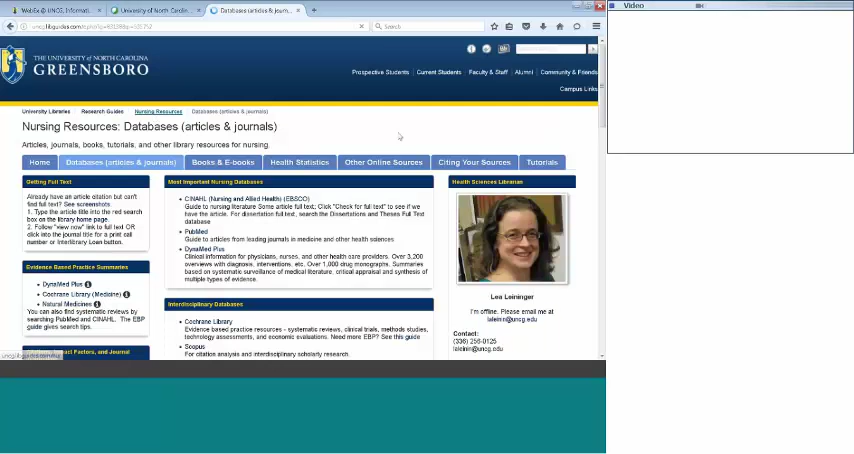 Video
WebEx @ UNCG, Informati...
University of North Carolin...
Databases (articles & journ...
Search
THE UNIVERSITY of NORTH CAROLINA
GREENSBORO
Prospective Students
Current Students
Faculty & Staff
Alumni
Community & Friends
Campus Links
University Libraries
Research Guides
Nursing Resources
Databases (articles & journals)
Nursing Resources: Databases (articles & journals)
Articles, journals, books, tutorials, and other library resources for nursing.
Home
Databases (articles & journals)
Books & E-books
Health Statistics
Other Online Sources
Citing Your Sources
Tutorials
Getting Full Text
Already have an article citation but can't
find full text? See screenshots.
1. Type the article title into the red search
box on the library home page.
2. Follow "view now" link to full text OR
click into the journal title for a print call
number or Interlibrary Loan button.
Evidence Based Practice Summaries
DynaMed Plus
Cochrane Library (Medicine)
Natural Medicines
You can also find systematic reviews by
searching PubMed and CINAHL. The EBP
guide gives search tips.
Impact Factors, and Journal
Most Important Nursing Databases
CINAHL (Nursing and Allied Health) (EBSCO)
Guide to nursing literature Some article full text; Click "Check for full text" to see if we
have the article. For dissertation full text, search the Dissertations and Theses Full Text
database
PubMed
Guide to articles from leading journals in medicine and other health sciences
DynaMed Plus
Clinical information for physicians, nurses, and other health care providers. Over 3,200
overviews with diagnosis, interventions, etc. Over 1,000 drug monographs. Summaries
based on systematic surveillance of medical literature, critical appraisal and synthesis of
multiple types of evidence.
Interdisciplinary Databases
Cochrane Library
Evidence based practice resources - systematic reviews, clinical trials, methods studies,
technology assessments, and economic evaluations. Need more EBP? See this guide
Scopus
For citation analysis and interdisciplinary scholarly research.
Health Sciences Librarian
Lea Leininger
I'm offline. Please email me at
laleinin@uncg.edu
Contact:
(336) 256-0125
laleinin@uncg.edu